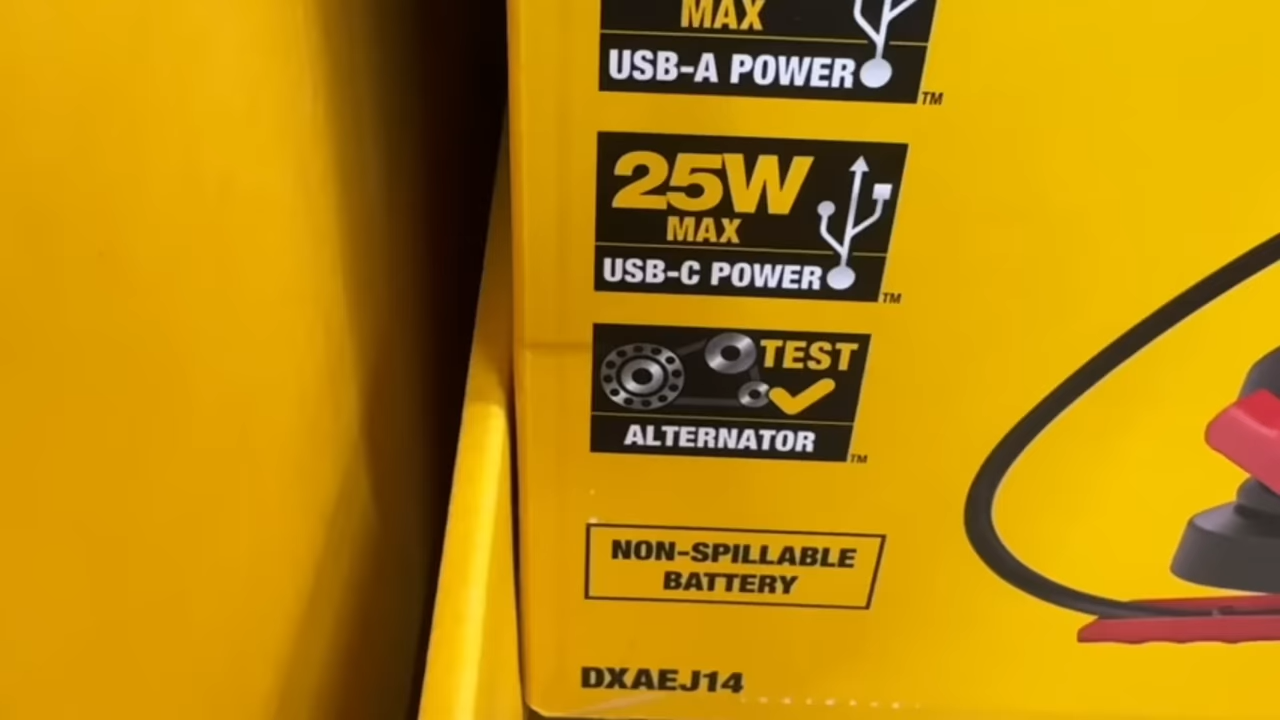 MAX
USB-A POWER
TM
25W
MAX
USB-C POWER
TM
TEST
ALTERNATOR
TM
NON-SPILLABLE
BATTERY
DXAEJ14